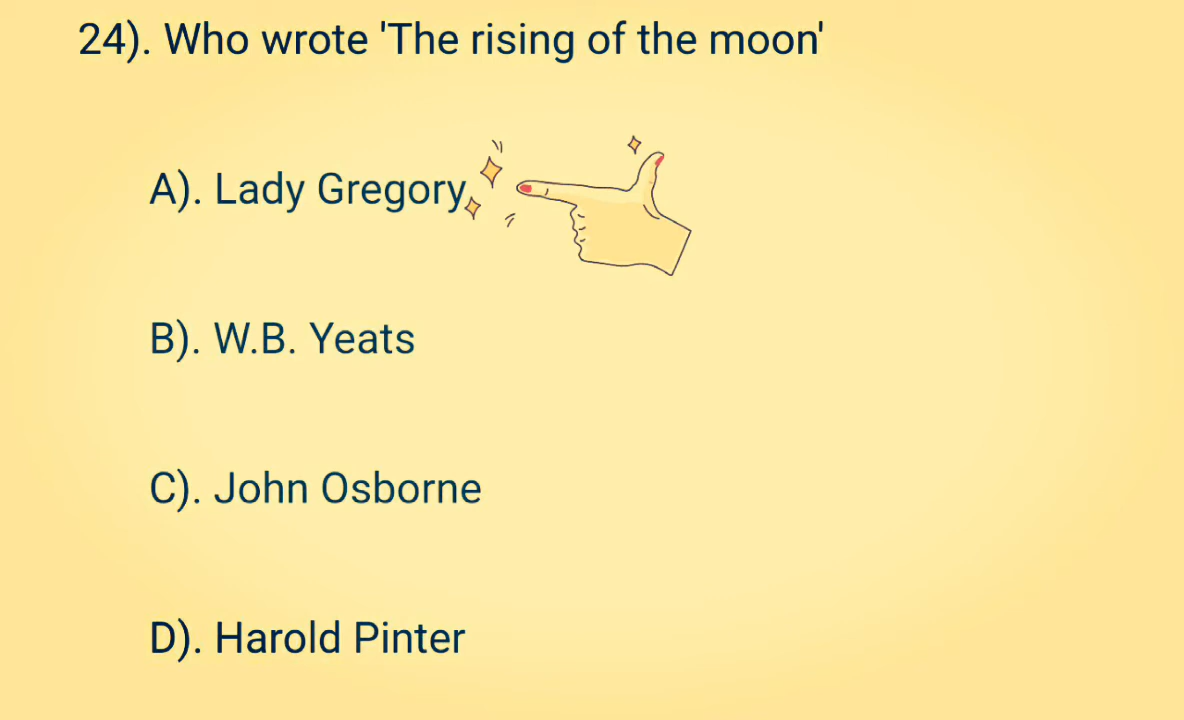 24). Who wrote 'The rising of the moon'
A). Lady Gregory
B). W.B. Yeats
C). John Osborne
D). Harold Pinter